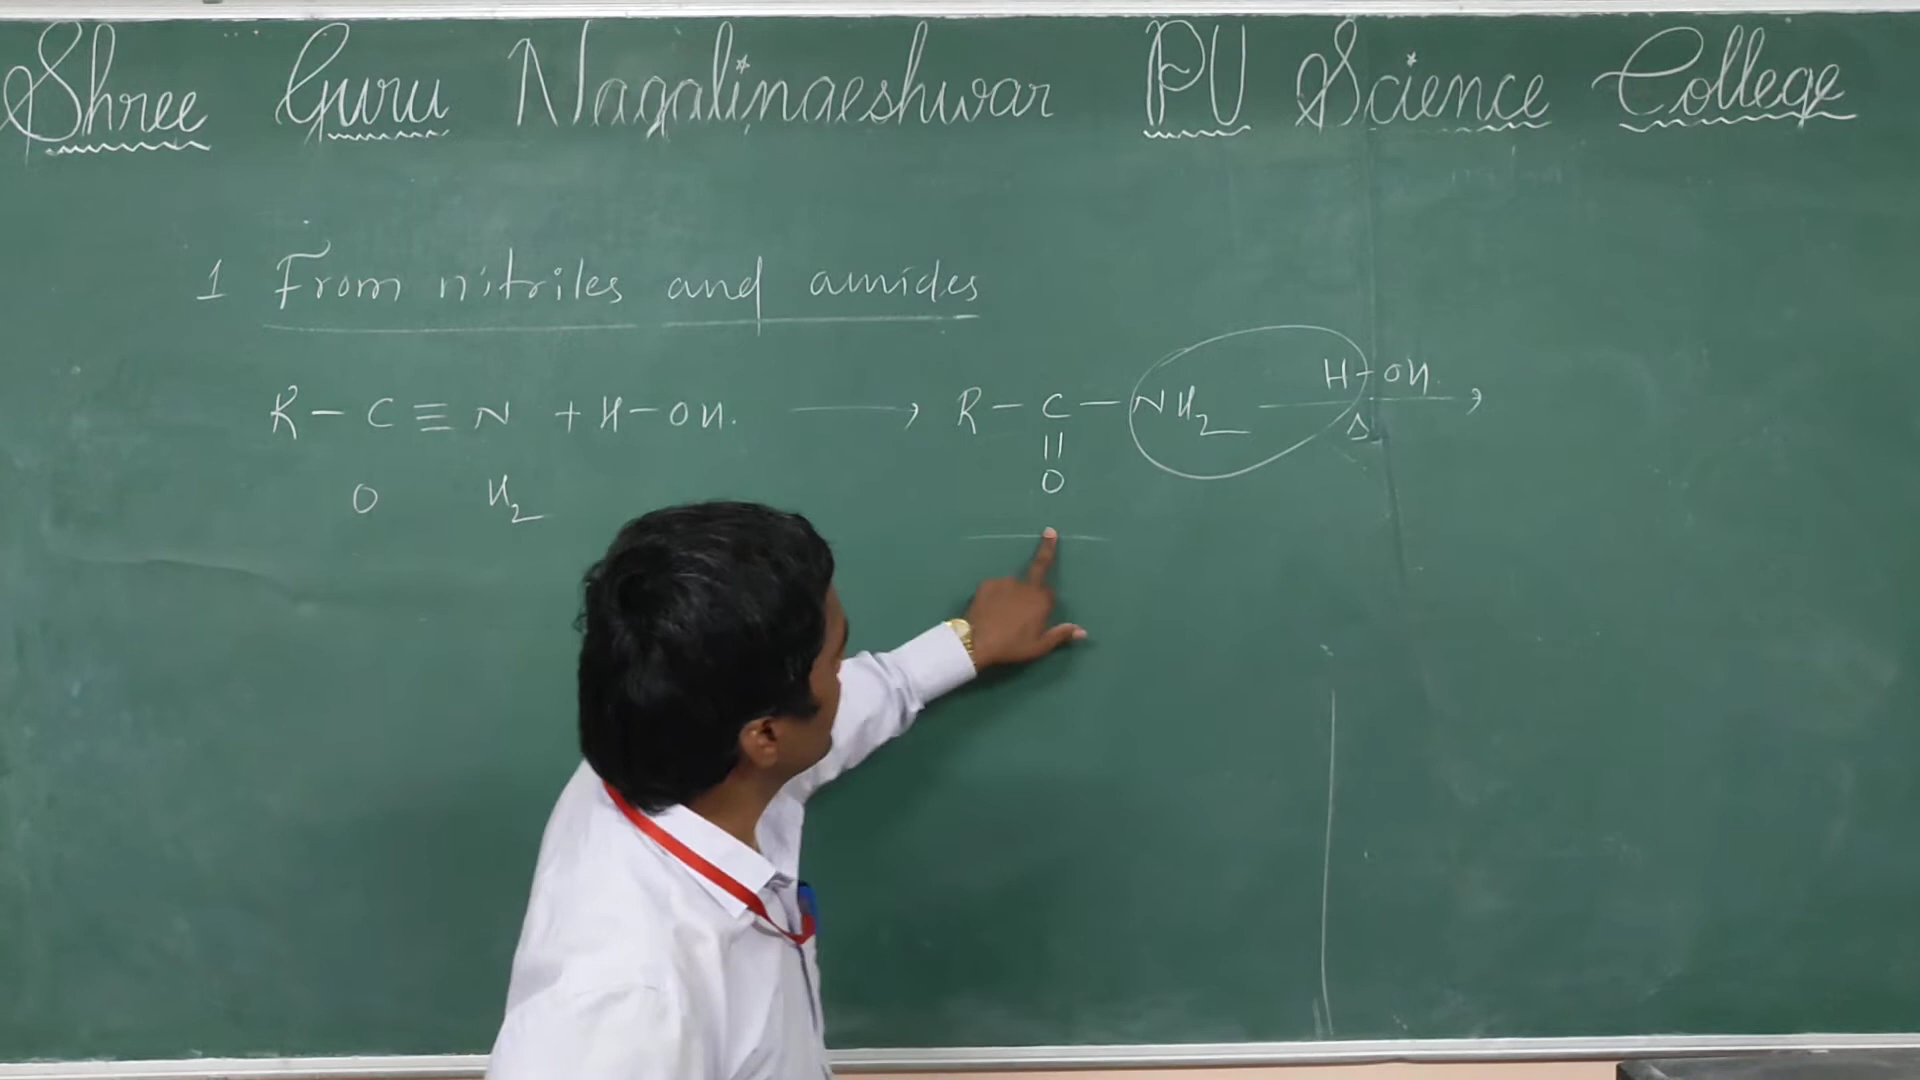 Shree Guru Nagalingeshwar PU Science College
1 From nitriles and amides
R - C ≡ N + H-OH. ⟶ R - C - NH2 ⟶ H-OH
Δ
||
O H2 O